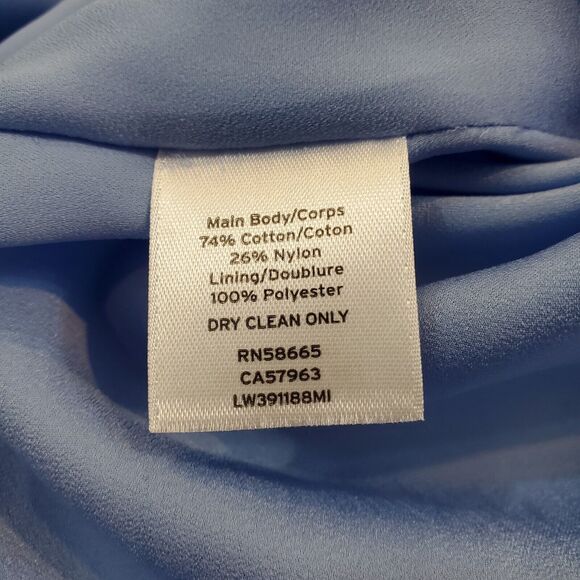 Main Body/Corps
74% Cotton/Coton
26% Nylon
Lining/Doublure
100% Polyester
DRY CLEAN ONLY
RN58665
CA57963
LW391188MI